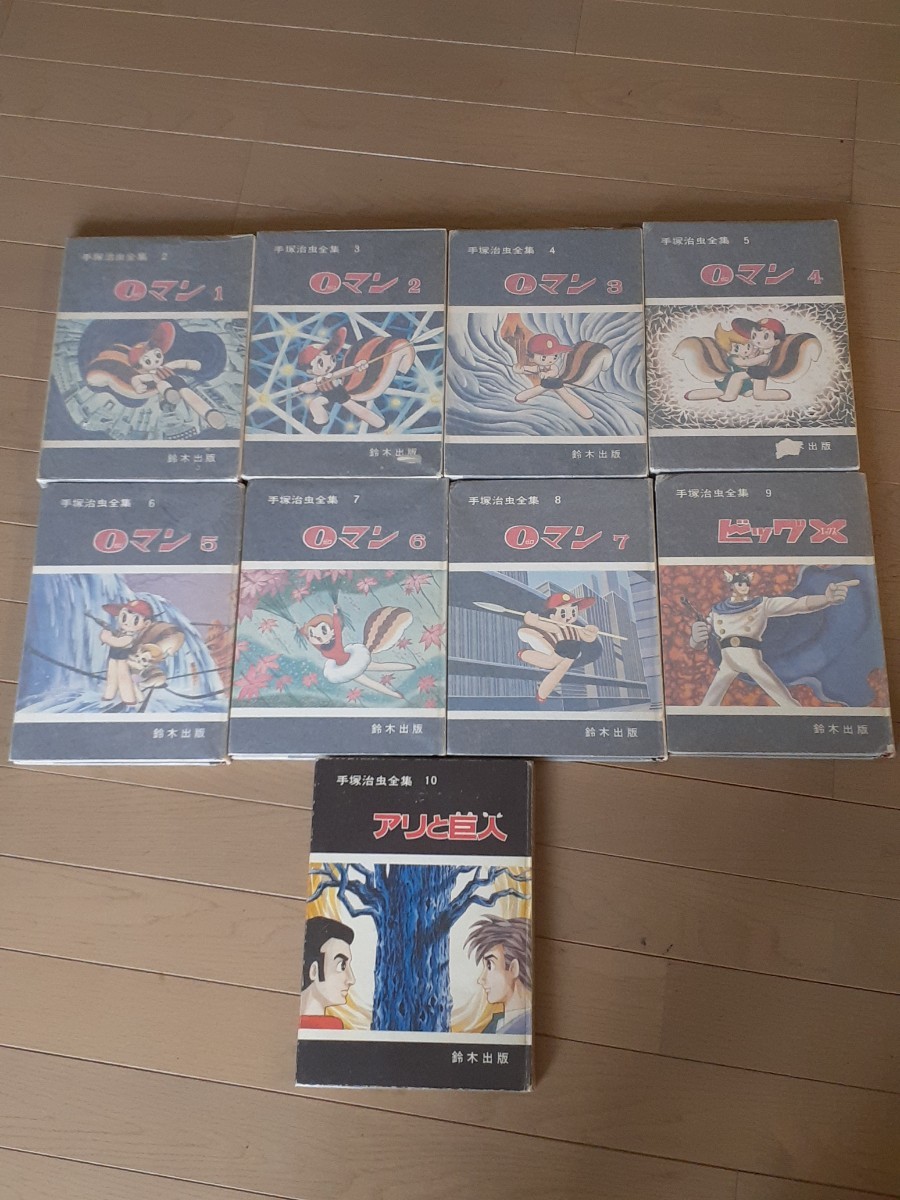 手塚治虫全集 2
0マン 1
鈴木出版
手塚治虫全集 3
0マン 2
鈴木出版
手塚治虫全集 4
0マン 3
鈴木出版
手塚治虫全集 5
0マン 4
木出版
手塚治虫全集 6
0マン 5
鈴木出版
手塚治虫全集 7
0マン 6
鈴木出版
手塚治虫全集 8
0マン 7
鈴木出版
手塚治虫全集 9
ビッグX
鈴木出版
手塚治虫全集 10
アリと巨人
鈴木出版